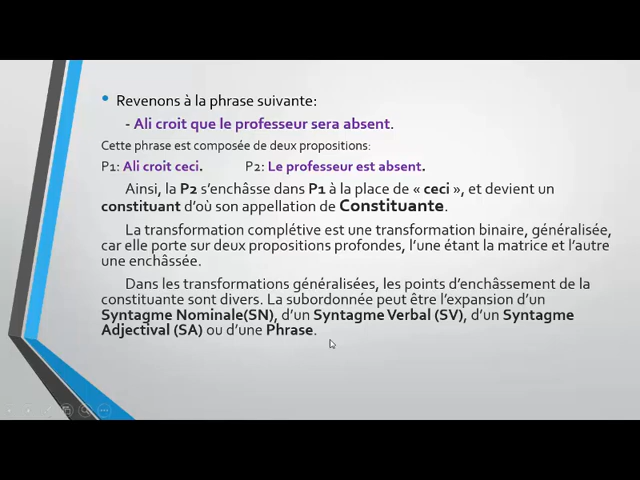 • Revenons à la phrase suivante:
- Ali croit que le professeur sera absent.
Cette phrase est composée de deux propositions:
P1: Ali croit ceci. P2: Le professeur est absent.
Ainsi, la P2 s’enchâsse dans P1 à la place de « ceci », et devient un
constituant d’où son appellation de Constituante.
La transformation complétive est une transformation binaire, généralisée,
car elle porte sur deux propositions profondes, l’une étant la matrice et l’autre
une enchâssée.
Dans les transformations généralisées, les points d’enchâssement de la
constituante sont divers. La subordonnée peut être l’expansion d’un
Syntagme Nominale(SN), d’un Syntagme Verbal (SV), d’un Syntagme
Adjectival (SA) ou d’une Phrase.